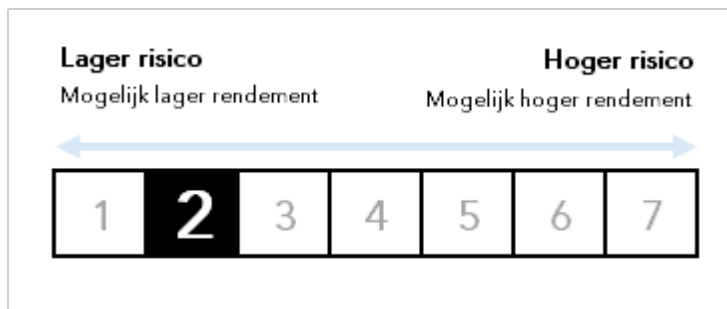 Lager risico Hoger risico
Mogelijk lager rendement Mogelijk hoger rendement
1 2 3 4 5 6 7